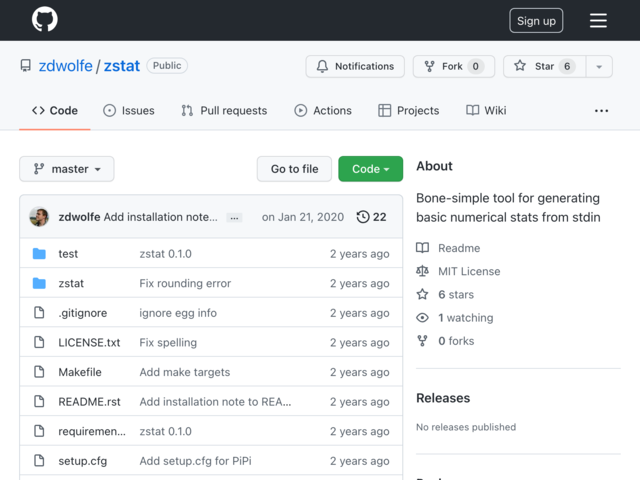 Sign up
zdwolfe / zstat Public
Notifications Fork 0 Star 6
Code Issues Pull requests Actions Projects Wiki ...
master Go to file Code
zdwolfe Add installation note... ... on Jan 21, 2020 22
test zstat 0.1.0 2 years ago
zstat Fix rounding error 2 years ago
.gitignore ignore egg info 2 years ago
LICENSE.txt Fix spelling 2 years ago
Makefile Add make targets 2 years ago
README.rst Add installation note to REA... 2 years ago
requiremen... zstat 0.1.0 2 years ago
setup.cfg Add setup.cfg for PiPi 2 years ago
About
Bone-simple tool for generating
basic numerical stats from stdin
Readme
MIT License
6 stars
1 watching
0 forks
Releases
No releases published